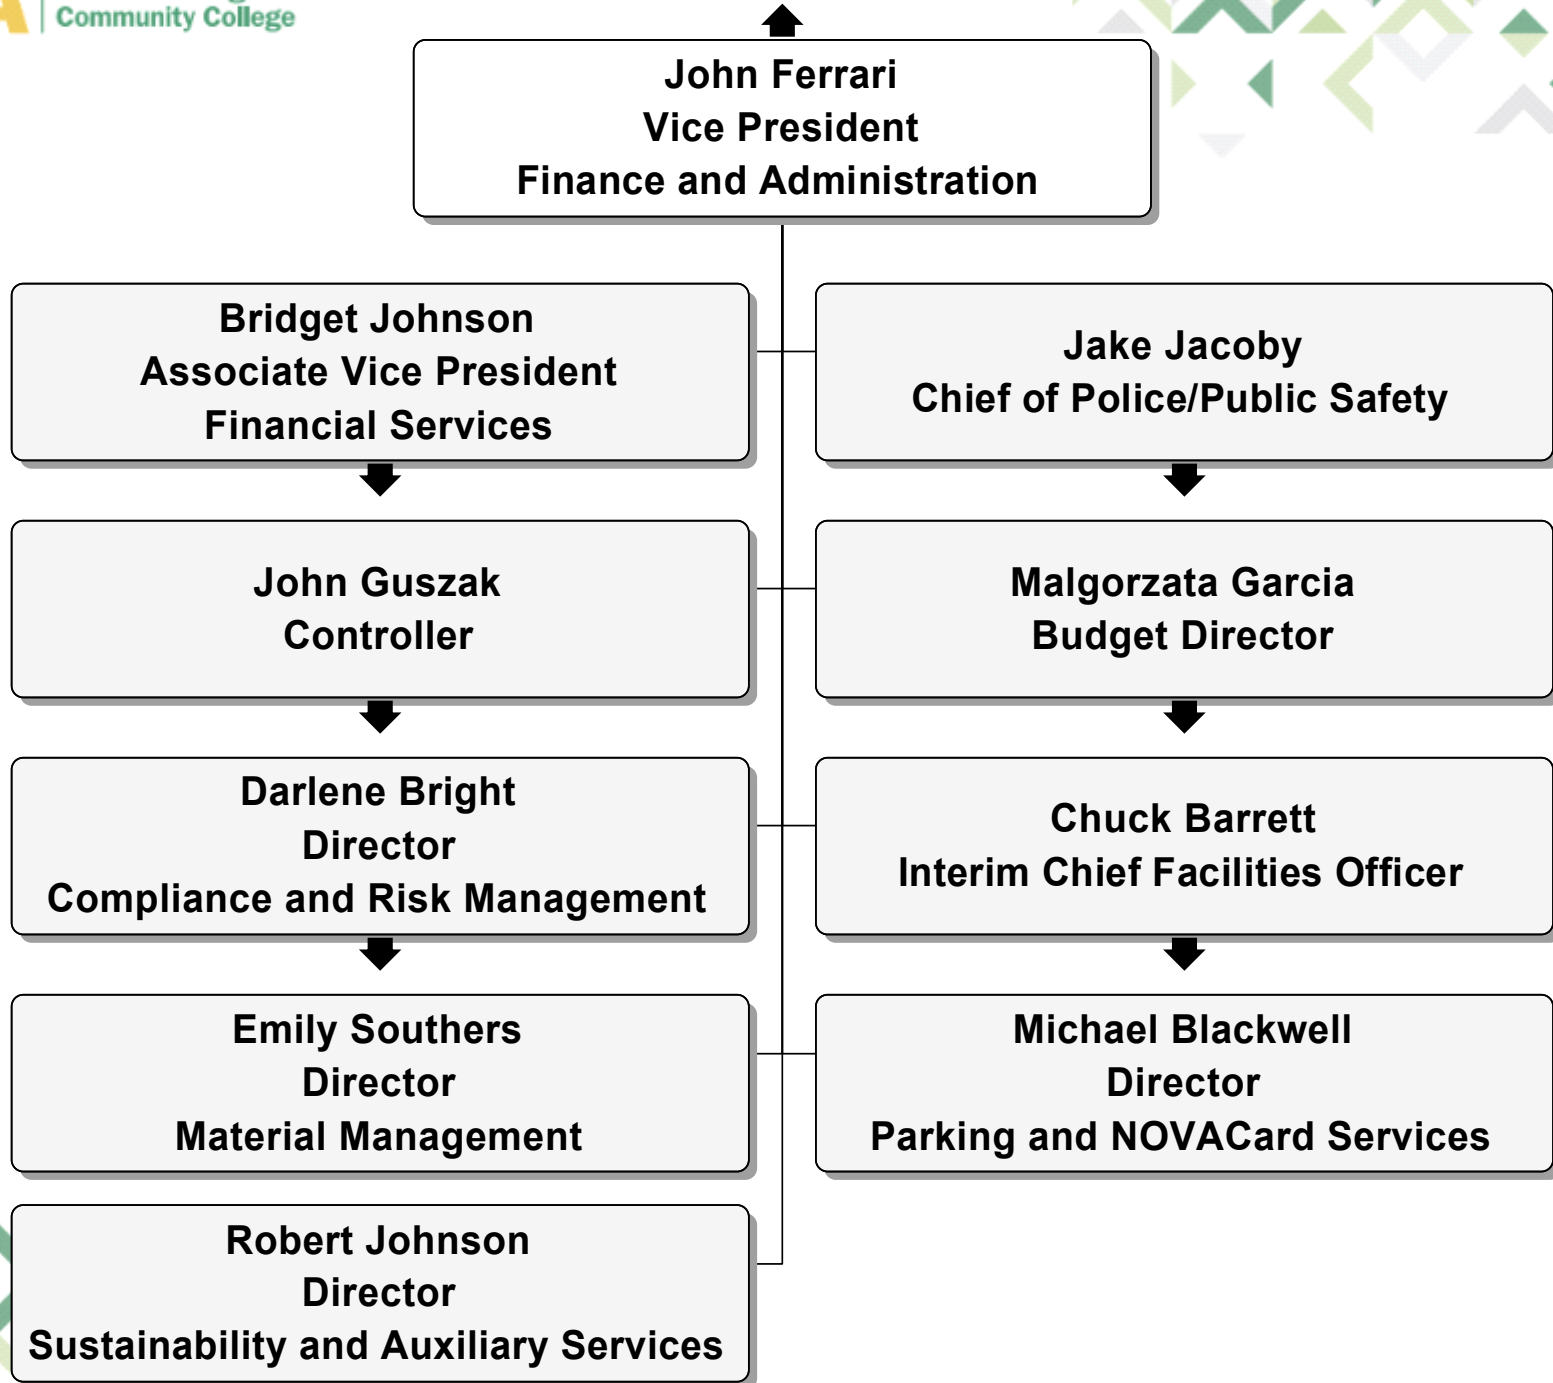 Community College
John Ferrari
Vice President
Finance and Administration
Bridget Johnson
Associate Vice President
Financial Services
Jake Jacoby
Chief of Police/Public Safety
John Guszak
Controller
Malgorzata Garcia
Budget Director
Darlene Bright
Director
Compliance and Risk Management
Chuck Barrett
Interim Chief Facilities Officer
Emily Southers
Director
Material Management
Michael Blackwell
Director
Parking and NOVACard Services
Robert Johnson
Director
Sustainability and Auxiliary Services